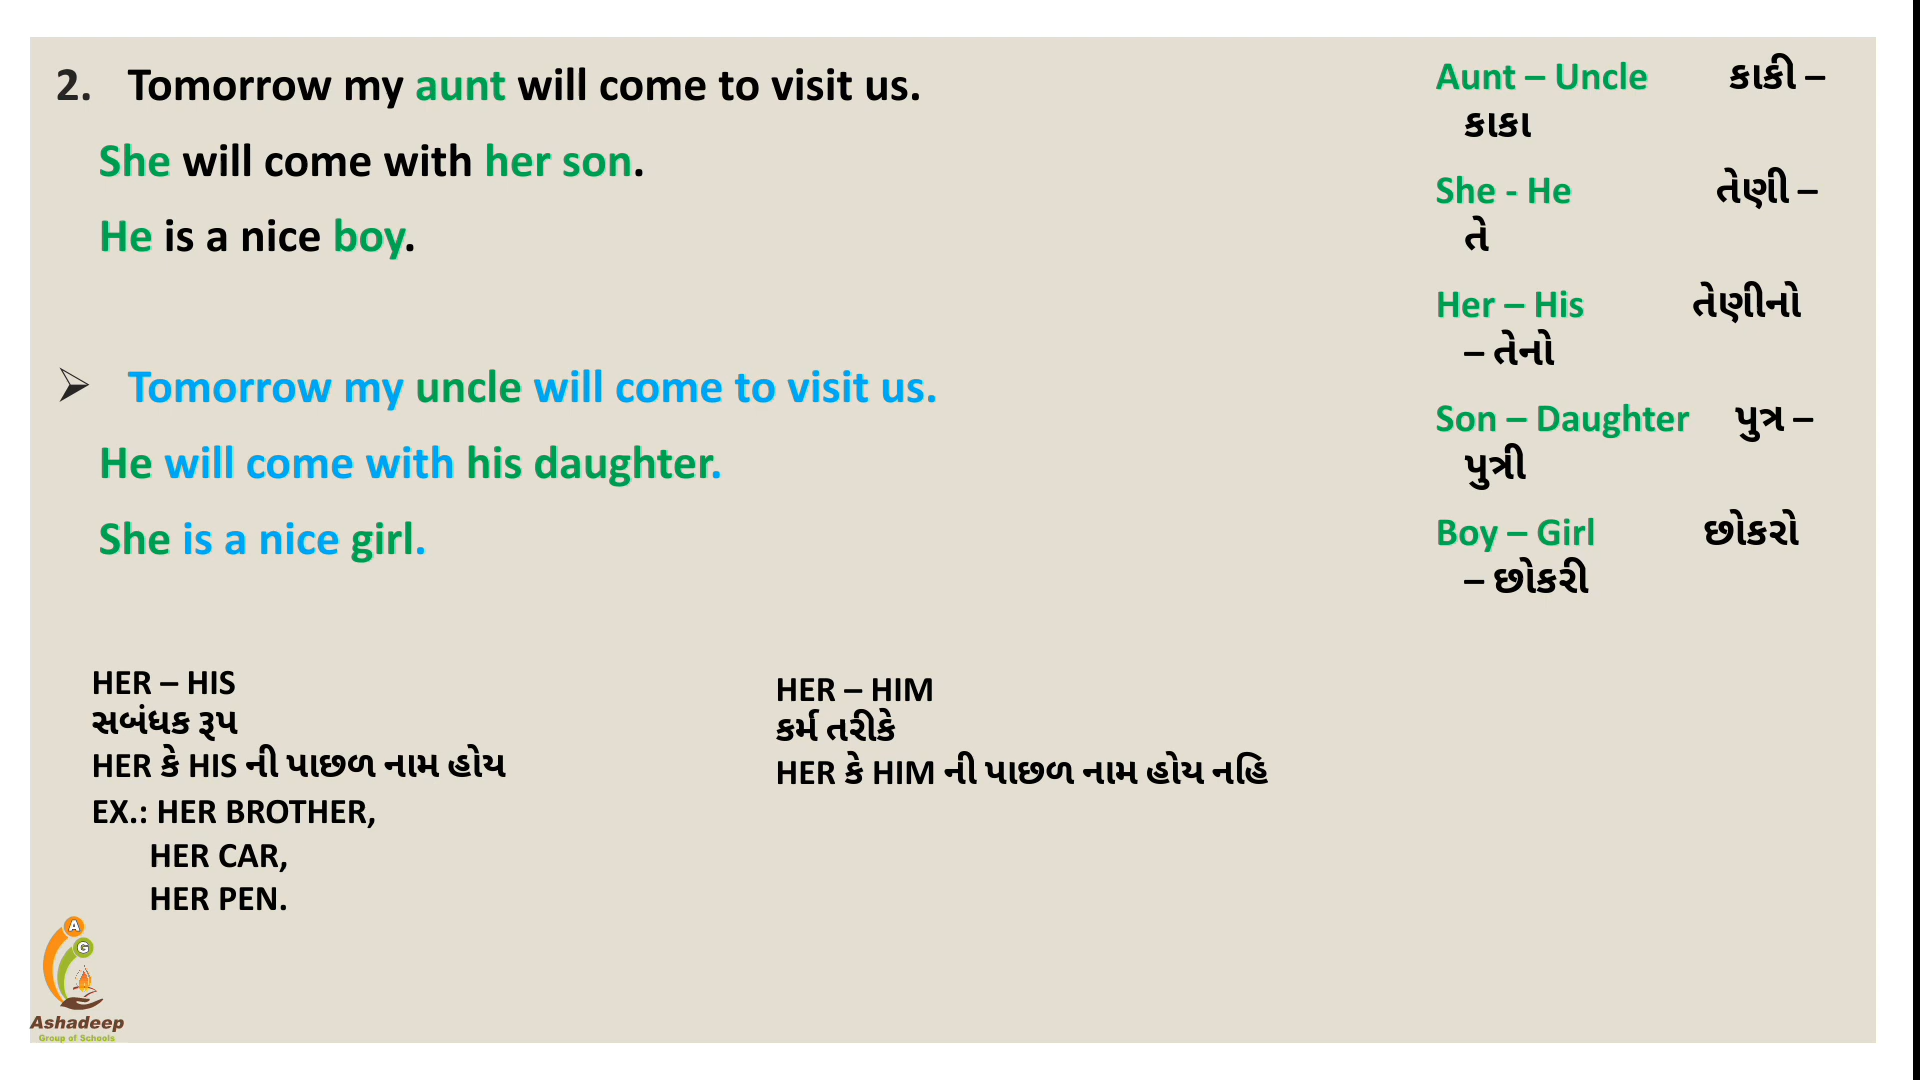 2. Tomorrow my aunt will come to visit us.
She will come with her son.
He is a nice boy.
➢ Tomorrow my uncle will come to visit us.
He will come with his daughter.
She is a nice girl.
Aunt – Uncle કાકી –
કાકા
She - He તેણી –
તે
Her – His તેણીનો
– તેનો
Son – Daughter પુત્ર –
પુત્રી
Boy – Girl છોકરો
– છોકરી
HER – HIS
સબંધક રૂપ
HER કે HIS ની પાછળ નામ હોય
EX.: HER BROTHER,
HER CAR,
HER PEN.
HER – HIM
કર્મ તરીકે
HER કે HIM ની પાછળ નામ હોય નહિ
A
G
Ashadeep
Group of Schools